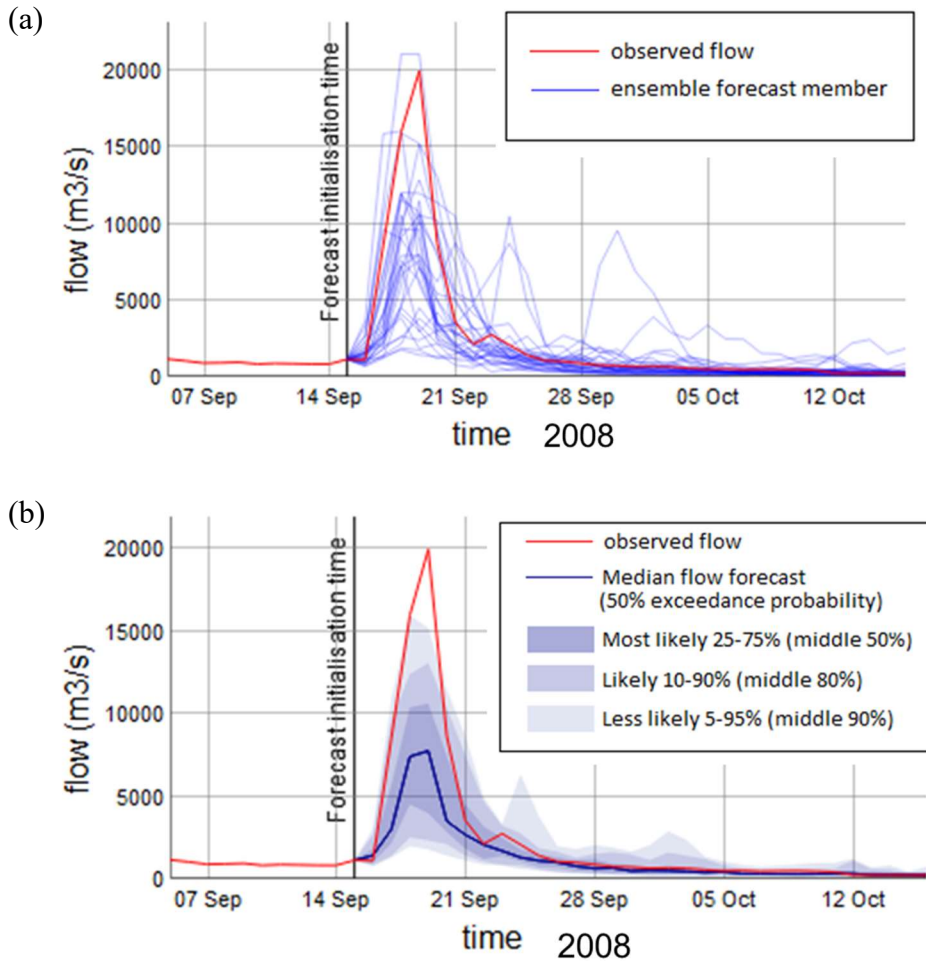 (a)
observed flow
ensemble forecast member
20000
15000
10000
5000
0
flow (m3/s)
Forecast initialisation time
07 Sep
14 Sep
21 Sep
28 Sep
05 Oct
12 Oct
time 2008
(b)
observed flow
Median flow forecast
(50% exceedance probability)
Most likely 25-75% (middle 50%)
Likely 10-90% (middle 80%)
Less likely 5-95% (middle 90%)
20000
15000
10000
5000
0
flow (m3/s)
Forecast initialisation time
07 Sep
14 Sep
21 Sep
28 Sep
05 Oct
12 Oct
time 2008